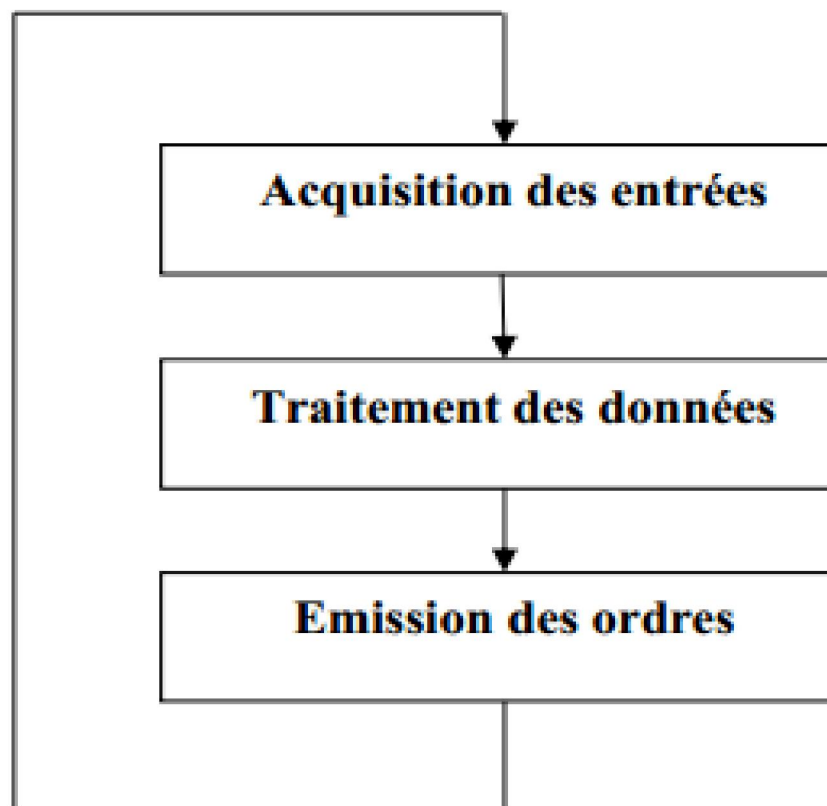 Acquisition des entrées
Traitement des données
Emission des ordres